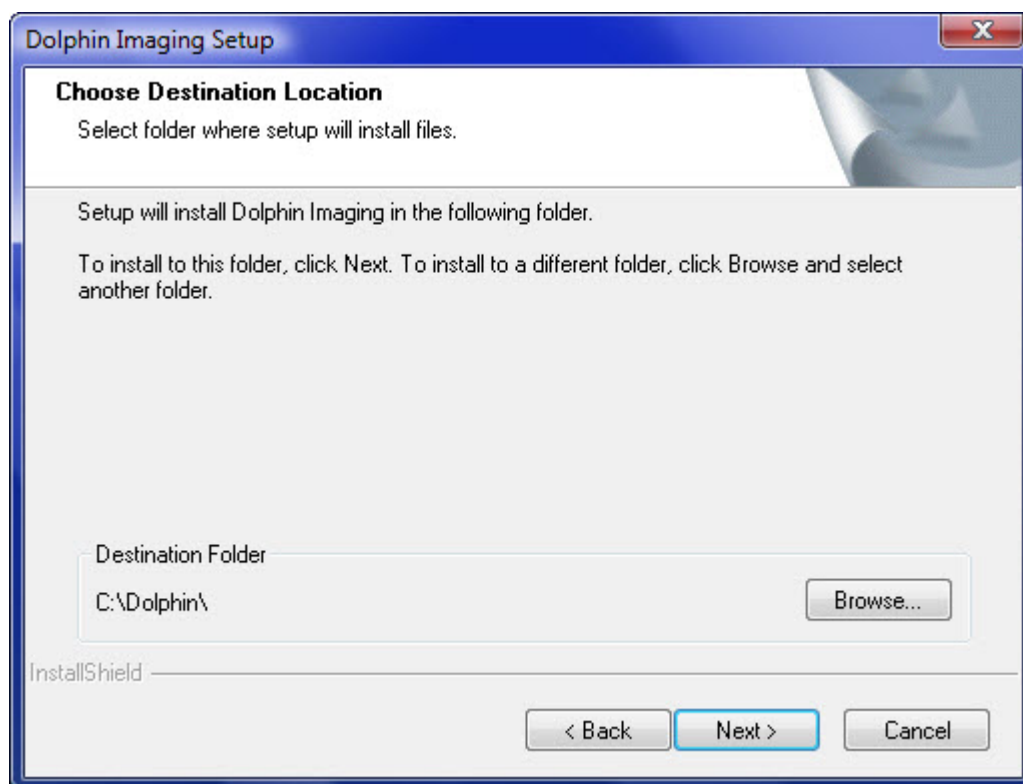 Dolphin Imaging Setup
Choose Destination Location
Select folder where setup will install files.
Setup will install Dolphin Imaging in the following folder.
To install to this folder, click Next. To install to a different folder, click Browse and select
another folder.
Destination Folder
C:\Dolphin\
Browse...
InstallShield
< Back
Next >
Cancel